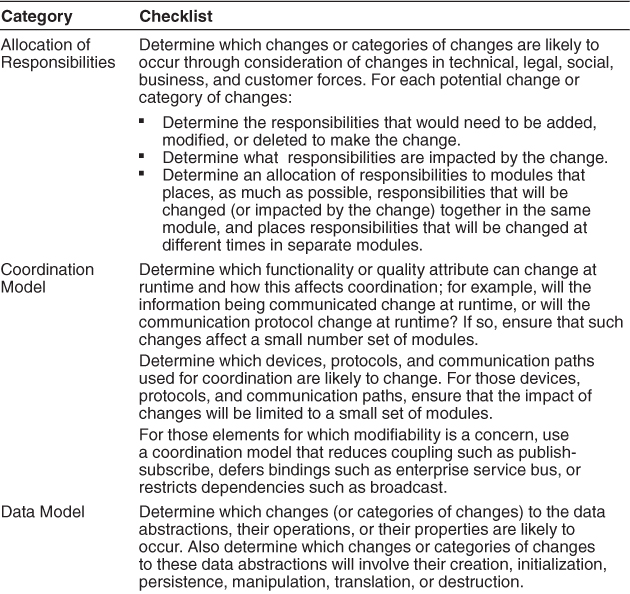 Category Checklist
Allocation of Determine which changes or categories of changes are likely to
Responsibilities occur through consideration of changes in technical, legal, social,
business, and customer forces. For each potential change or
category of changes:
▪ Determine the responsibilities that would need to be added,
modified, or deleted to make the change.
▪ Determine what responsibilities are impacted by the change.
▪ Determine an allocation of responsibilities to modules that
places, as much as possible, responsibilities that will be
changed (or impacted by the change) together in the same
module, and places responsibilities that will be changed at
different times in separate modules.
Coordination Determine which functionality or quality attribute can change at
Model runtime and how this affects coordination; for example, will the
information being communicated change at runtime, or will the
communication protocol change at runtime? If so, ensure that such
changes affect a small number set of modules.
Determine which devices, protocols, and communication paths
used for coordination are likely to change. For those devices,
protocols, and communication paths, ensure that the impact of
changes will be limited to a small set of modules.
For those elements for which modifiability is a concern, use
a coordination model that reduces coupling such as publish-
subscribe, defers bindings such as enterprise service bus, or
restricts dependencies such as broadcast.
Data Model Determine which changes (or categories of changes) to the data
abstractions, their operations, or their properties are likely to
occur. Also determine which changes or categories of changes
to these data abstractions will involve their creation, initialization,
persistence, manipulation, translation, or destruction.